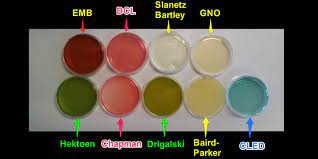 EMB
DCL
Slanetz
Bartley
GNO
Hektoen
Chapman
Drigalski
Baird-
Parker
CLED